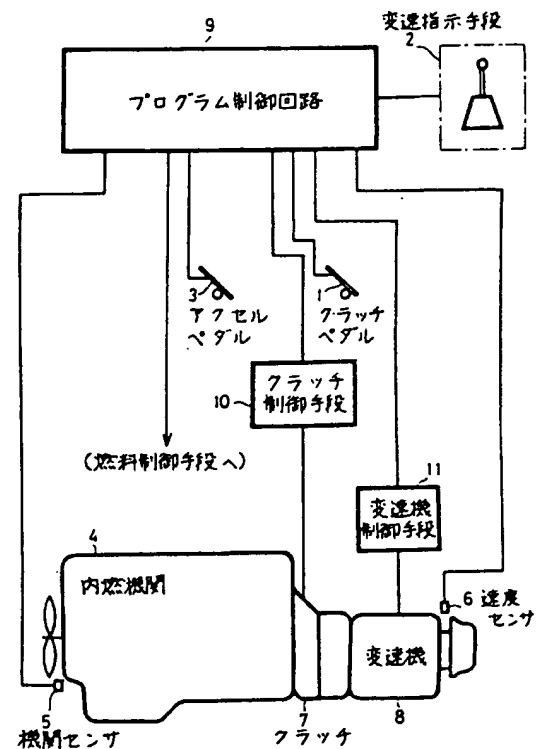 9
変速指示手段
2
プログラム制御回路
3
アクセル
ペダル
1
クラッチ
ペダル
10
クラッチ
制御手段
(燃料制御手段へ)
11
変速機
制御手段
4
内燃機関
6 速度
センサ
変速機
5
機関センサ
7
クラッチ
8